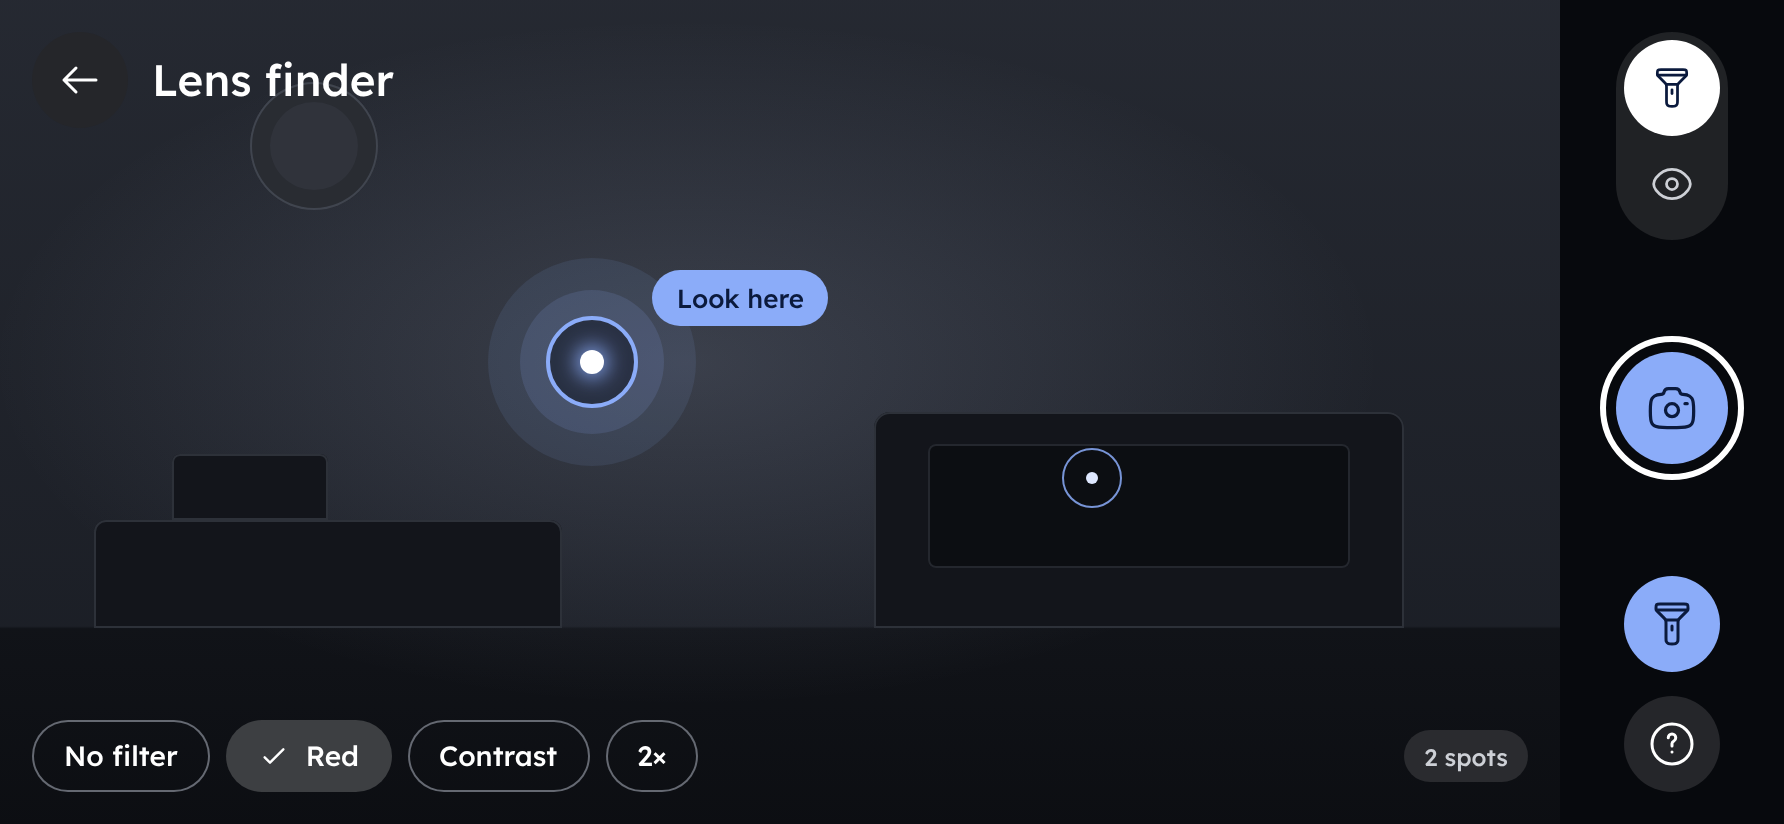 Lens finder
Look here
No filter
Red
Contrast
2×
2 spots
?